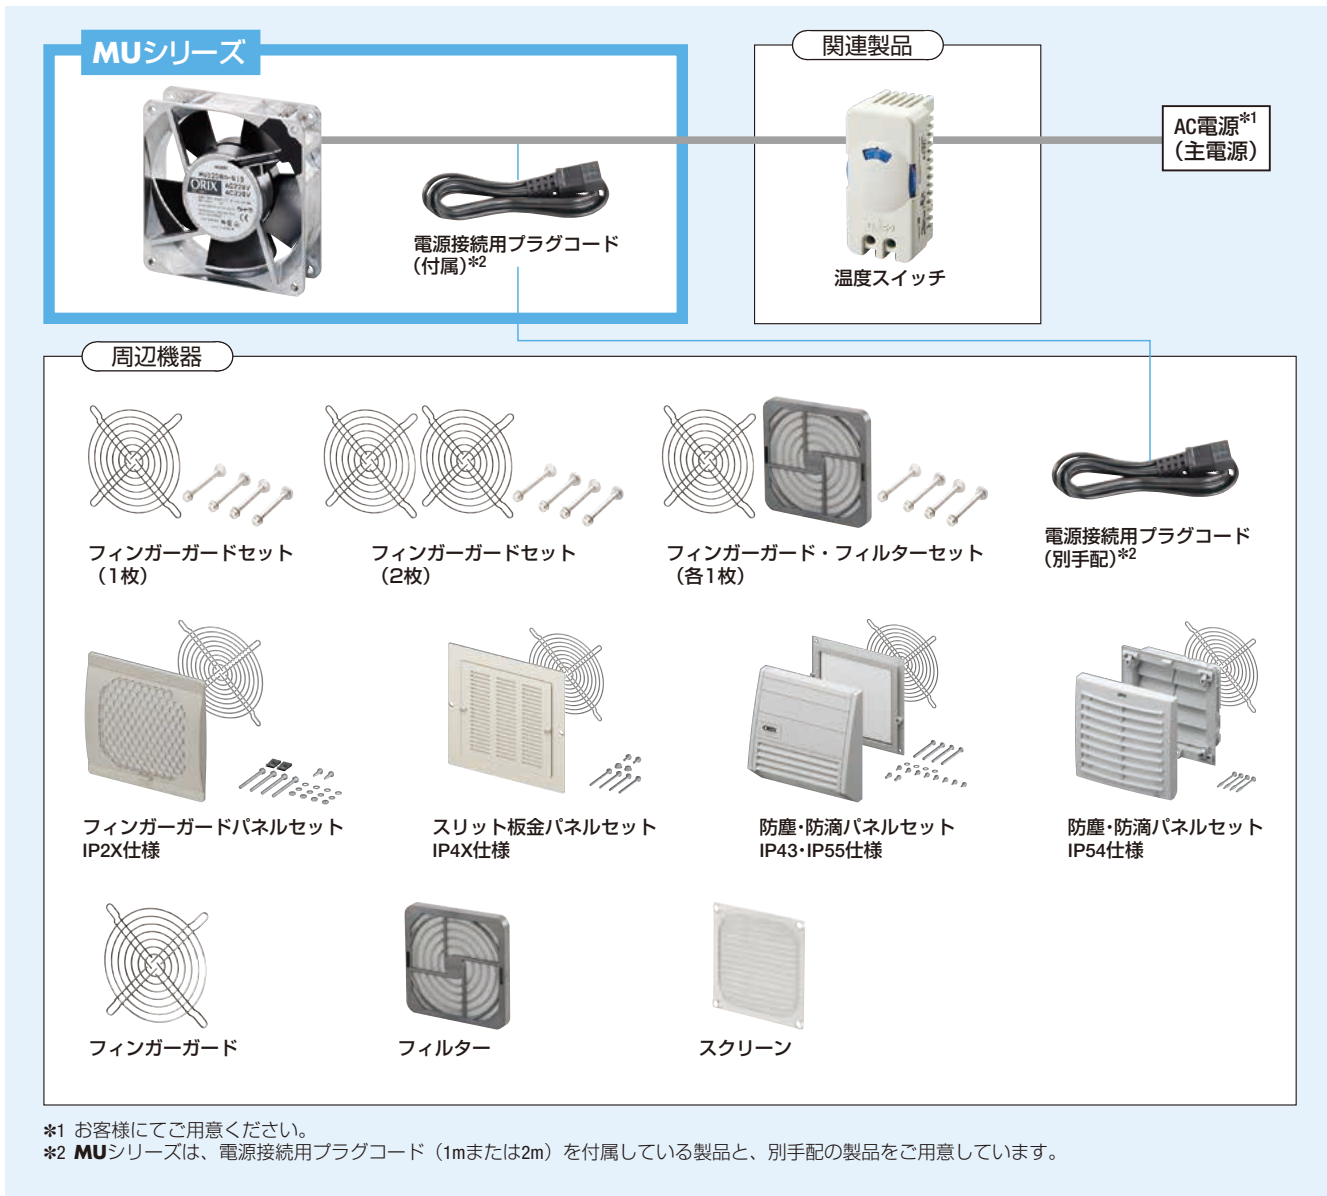 MUシリーズ
関連製品
AC電源*1
（主電源）
ORIX
電源接続用プラグコード
(付属)*2
温度スイッチ
周辺機器
フィンガーガードセット
（1枚）
フィンガーガードセット
（2枚）
フィンガーガード・フィルターセット
（各1枚）
電源接続用プラグコード
(別手配)*2
フィンガーガードパネルセット
IP2X仕様
スリット板金パネルセット
IP4X仕様
ORIX
防塵・防滴パネルセット
IP43・IP55仕様
防塵・防滴パネルセット
IP54仕様
フィンガーガード
フィルター
スクリーン
*1 お客様にてご用意ください。
*2 MUシリーズは、電源接続用プラグコード（1mまたは2m）を付属している製品と、別手配の製品をご用意しています。